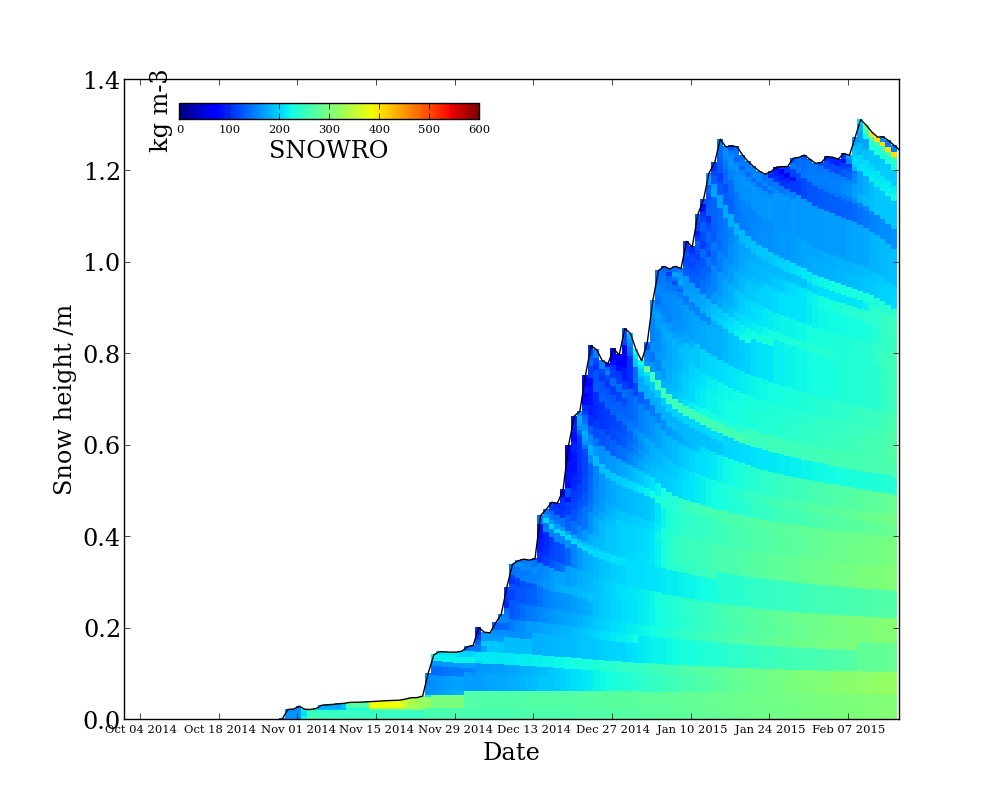 1.4
1.2
1.0
0.8
0.6
0.4
0.2
0.0
Snow height /m
kg m-3
0 100 200 300 400 500 600
SNOWRO
Oct 04 2014 Oct 18 2014 Nov 01 2014 Nov 15 2014 Nov 29 2014 Dec 13 2014 Dec 27 2014 Jan 10 2015 Jan 24 2015 Feb 07 2015
Date